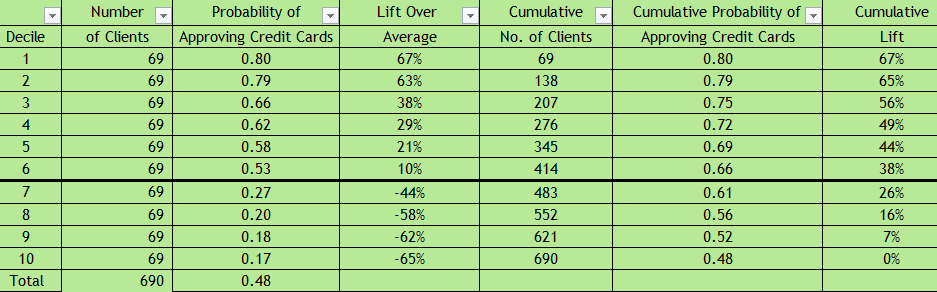 Number Probability of Lift Over Cumulative Cumulative Probability of Cumulative
Decile of Clients Approving Credit Cards Average No. of Clients Approving Credit Cards Lift
1 69 0.80 67% 69 0.80 67%
2 69 0.79 63% 138 0.79 65%
3 69 0.66 38% 207 0.75 56%
4 69 0.62 29% 276 0.72 49%
5 69 0.58 21% 345 0.69 44%
6 69 0.53 10% 414 0.66 38%
7 69 0.27 -44% 483 0.61 26%
8 69 0.20 -58% 552 0.56 16%
9 69 0.18 -62% 621 0.52 7%
10 69 0.17 -65% 690 0.48 0%
Total 690 0.48